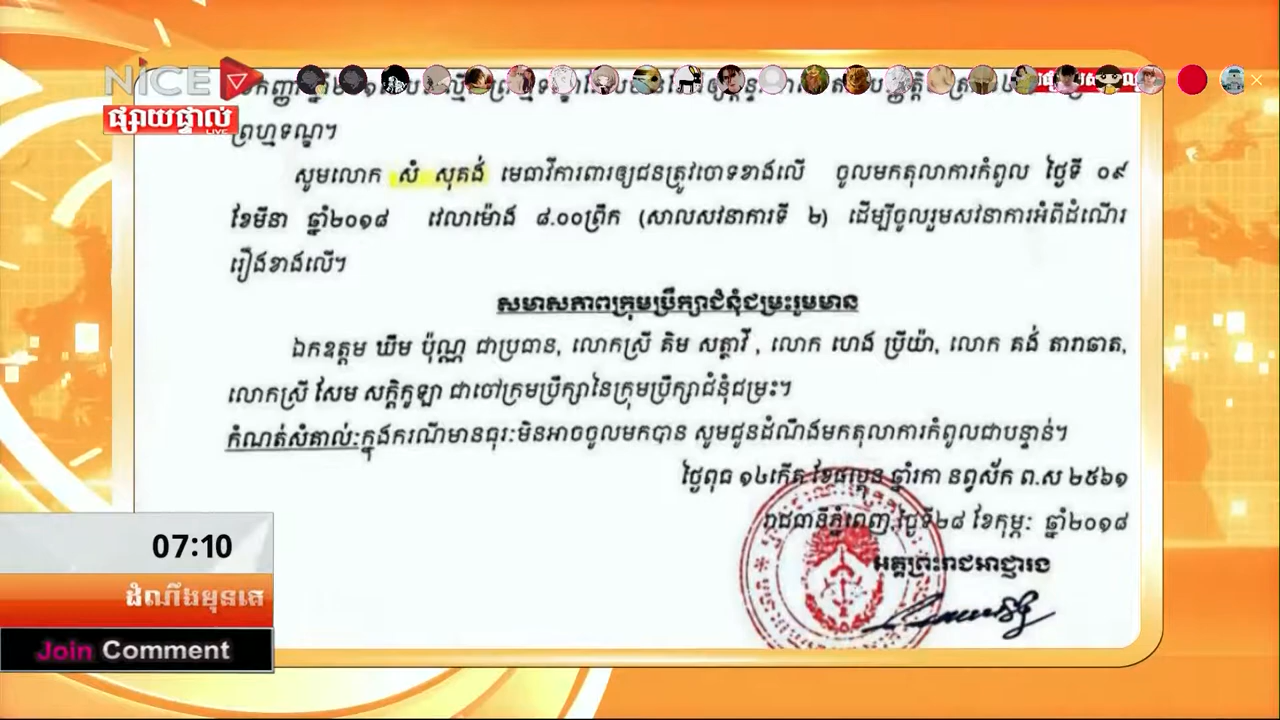 NiCE
ផ្សាយផ្ទាល់
LIVE
ព្រហ្មទណ្ឌ។
សូមលោក សំ សុគង់ មេធាវីការពារឲ្យជនត្រូវចោទខាងលើ ចូលមកតុលាការកំពូល ថ្ងៃទី ០៩
ខែមីនា ឆ្នាំ២០១៨ វេលាម៉ោង ៨.០០ព្រឹក (សាលសវនាការទី ២) ដើម្បីចូលរួមសវនាការអំពីដំណើរ
រឿងខាងលើ។
សមាសភាពក្រុមប្រឹក្សាជំនុំជម្រះរួមមាន
ឯកឧត្តម ឃឹម ប៉ុណ្ណ ជាប្រធាន, លោកស្រី គិម សត្ថាវី , លោក ហេង ប្រីយ៉ា, លោក គង់ តារាធាត,
លោកស្រី សែម សក្តិកូឡា ជាចៅក្រមប្រឹក្សានៃក្រុមប្រឹក្សាជំនុំជម្រះ។
កំណត់សំគាល់:ក្នុងករណីមានធុរៈមិនអាចចូលមកបាន សូមជូនដំណឹងមកតុលាការកំពូលជាបន្ទាន់។
ថ្ងៃពុធ ១៤កើត ខែផល្គុន ឆ្នាំរកា នព្វស័ក ព.ស ២៥៦១
រាជធានីភ្នំពេញ, ថ្ងៃទី២៨ ខែកុម្ភៈ ឆ្នាំ២០១៨
អគ្គព្រះរាជអាជ្ញារង
07:10
ដំណឹងមុនគេ
Join Comment